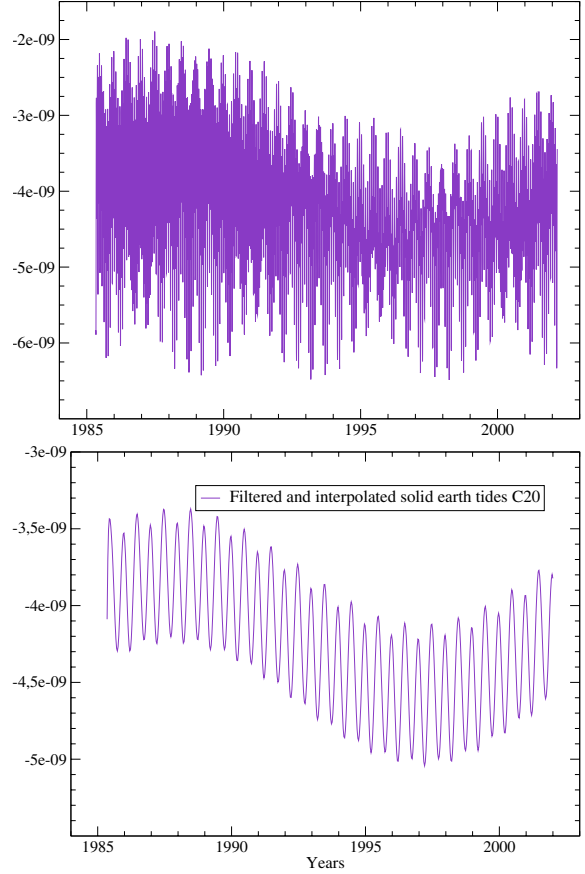 -2e-09
-3e-09
-4e-09
-5e-09
-6e-09
1985 1990 1995 2000
-3e-09
Filtered and interpolated solid earth tides C20
-3,5e-09
-4e-09
-4,5e-09
-5e-09
1985 1990 1995 2000
Years